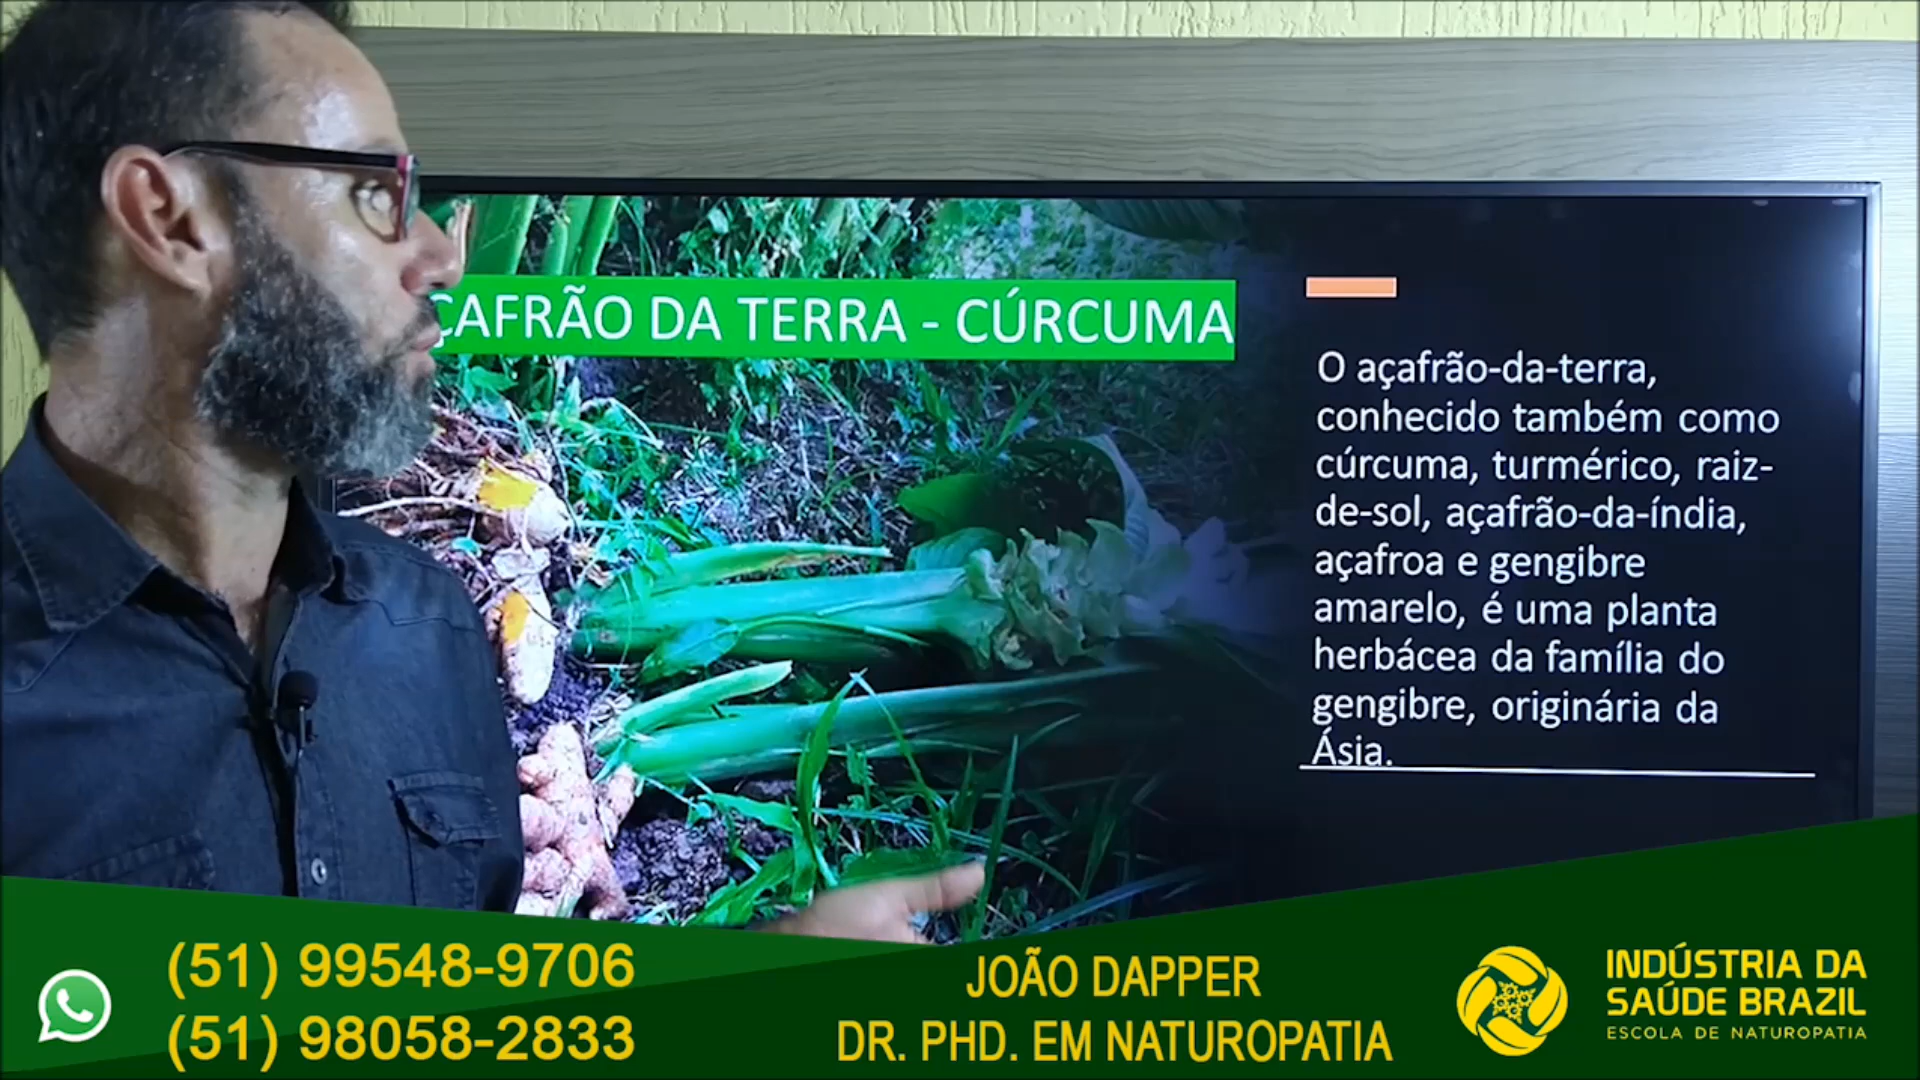 ÇAFRÃO DA TERRA - CÚRCUMA
O açafrão-da-terra,
conhecido também como
cúrcuma, turmérico, raiz-
de-sol, açafrão-da-índia,
açafroa e gengibre
amarelo, é uma planta
herbácea da família do
gengibre, originária da
Ásia.
(51) 99548-9706
(51) 98058-2833
JOÃO DAPPER
DR. PHD. EM NATUROPATIA
INDÚSTRIA DA
SAÚDE BRAZIL
ESCOLA DE NATUROPATIA